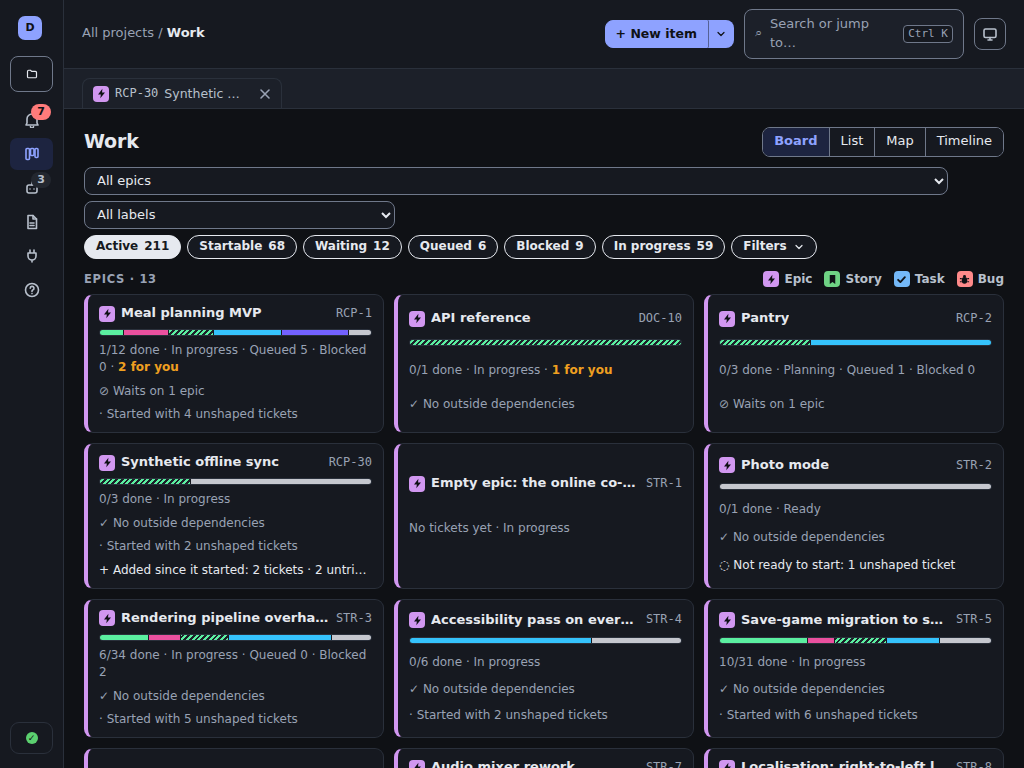 D
All projects / Work
+ New item
Search or jump
to…
Ctrl K
7
3
RCP-30 Synthetic …
Work
Board
List
Map
Timeline
All epics
All labels
Active 211
Startable 68
Waiting 12
Queued 6
Blocked 9
In progress 59
Filters
EPICS · 13
Epic
Story
Task
Bug
Meal planning MVP RCP-1
1/12 done · In progress · Queued 5 · Blocked
0 · 2 for you
⊘ Waits on 1 epic
· Started with 4 unshaped tickets
API reference DOC-10
0/1 done · In progress · 1 for you
✓ No outside dependencies
Pantry RCP-2
0/3 done · Planning · Queued 1 · Blocked 0
⊘ Waits on 1 epic
Synthetic offline sync RCP-30
0/3 done · In progress
✓ No outside dependencies
· Started with 2 unshaped tickets
+ Added since it started: 2 tickets · 2 untri…
Empty epic: the online co-… STR-1
No tickets yet · In progress
Photo mode STR-2
0/1 done · Ready
✓ No outside dependencies
◌ Not ready to start: 1 unshaped ticket
Rendering pipeline overha… STR-3
6/34 done · In progress · Queued 0 · Blocked
2
✓ No outside dependencies
· Started with 5 unshaped tickets
Accessibility pass on ever… STR-4
0/6 done · In progress
✓ No outside dependencies
· Started with 2 unshaped tickets
Save-game migration to s… STR-5
10/31 done · In progress
✓ No outside dependencies
· Started with 6 unshaped tickets
Audio mixer rework STR-7
Localisation: right-to-left l… STR-8